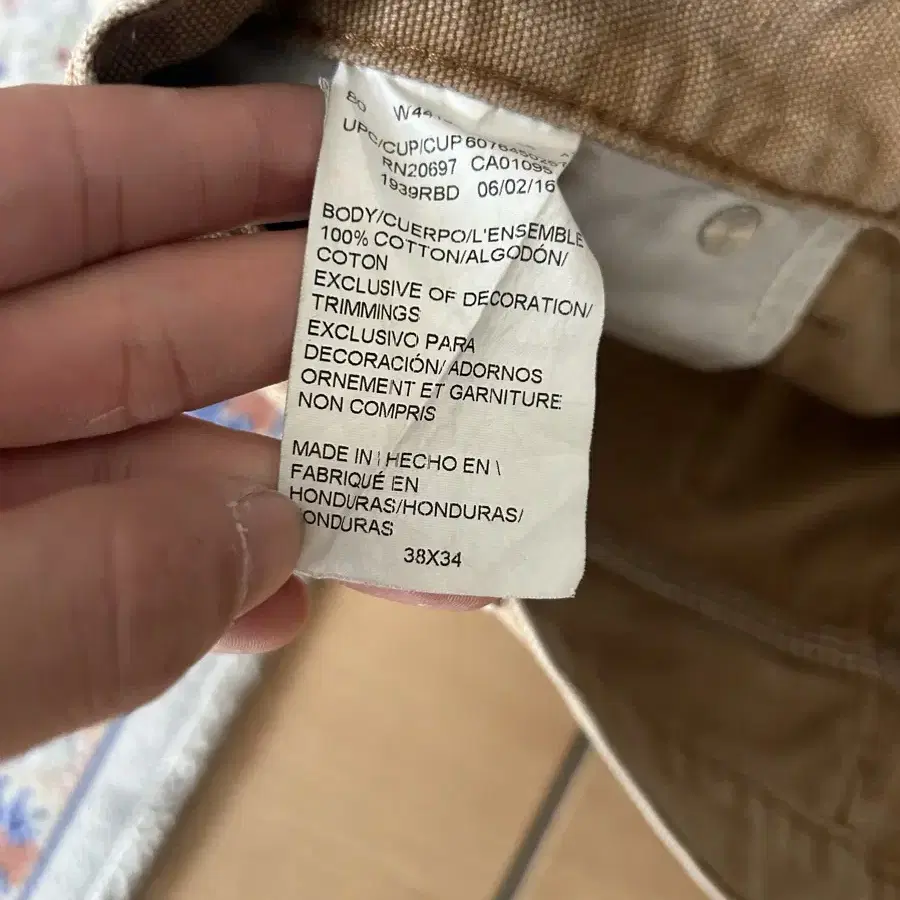 80
UPC/CUP/CUP
RN20697 CA01095
1939RBD 06/02/16
BODY/CUERPO/L'ENSEMBLE
100% COTTON/ALGODÓN/
COTON
EXCLUSIVE OF DECORATION/
TRIMMINGS
EXCLUSIVO PARA
DECORACIÓN/ADORNOS
ORNEMENT ET GARNITURE
NON COMPRIS
MADE IN\ HECHO EN\
FABRIQUÉ EN
HONDURAS/HONDURAS/
HONDURAS
38X34